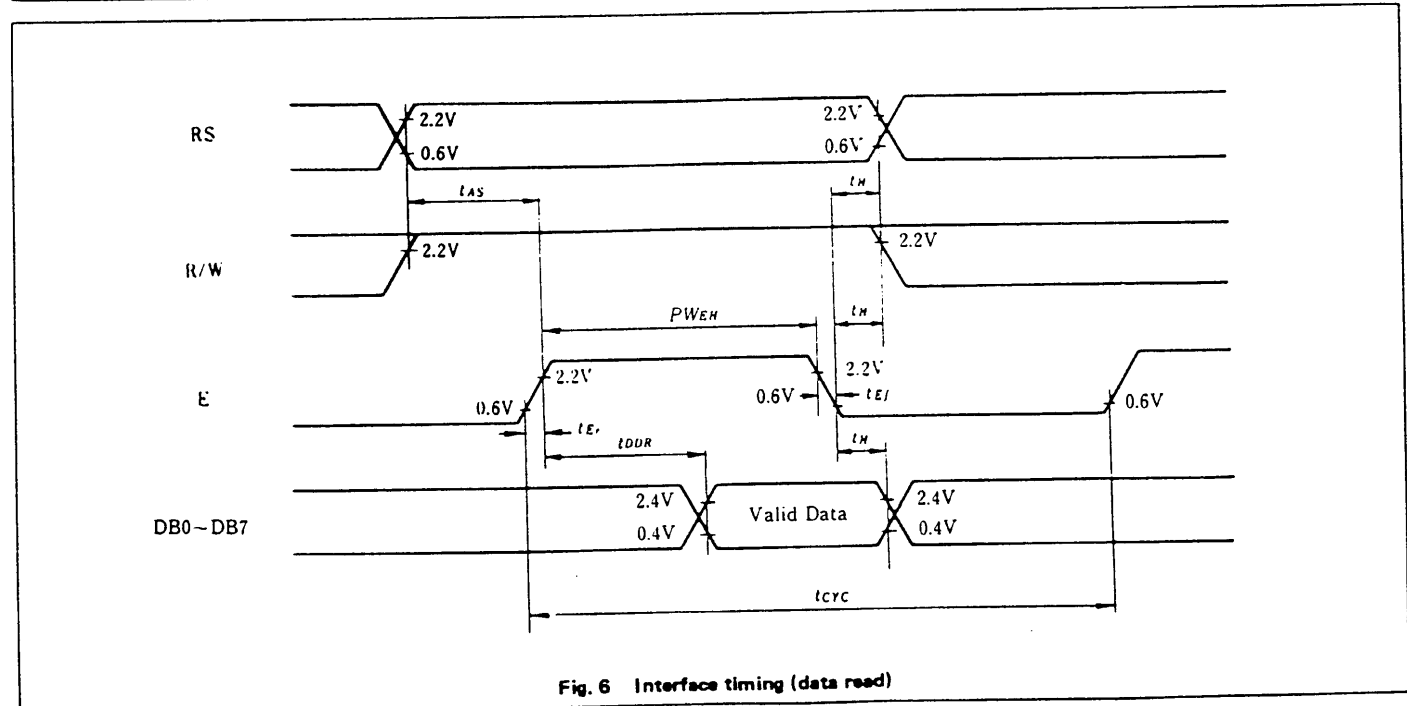 RS
2.2V
0.6V
2.2V
0.6V
tAS
tH
R/W
2.2V
2.2V
PWEH
tH
E
0.6V
2.2V
2.2V
0.6V
tEf
0.6V
tEr
tDDR
tH
DB0~DB7
2.4V
0.4V
Valid Data
2.4V
0.4V
tCYC
Fig. 6 Interface timing (data read)